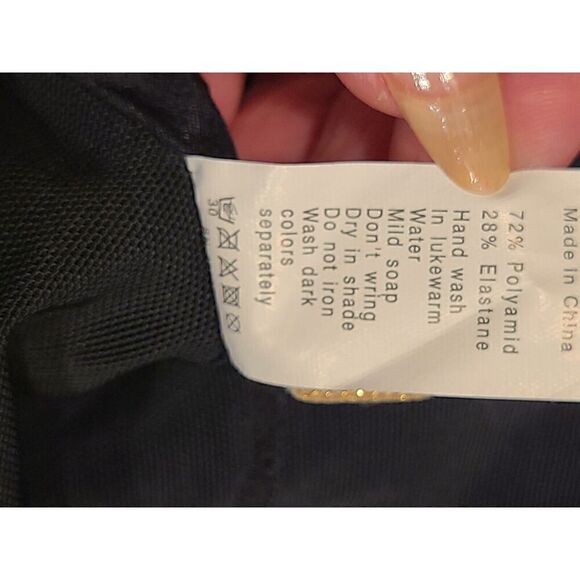 Made in China
72% Polyamid
28% Elastane
Hand wash
In lukewarm
Water
Mild soap
Don't wring
Dry in shade
Do not iron
Wash dark
colors
separately
30